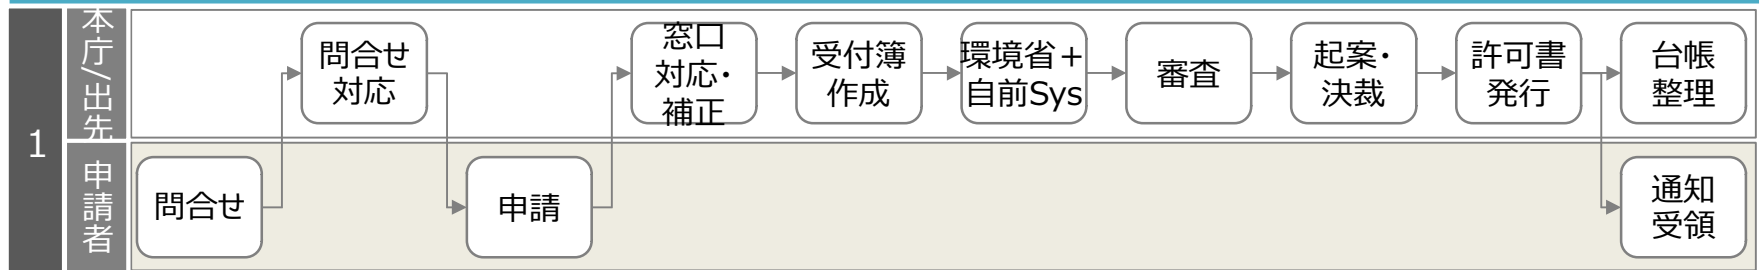 1
本庁/出先
問合せ
対応
窓口
対応・
補正
受付簿
作成
環境省＋
自前Sys
審査
起案・
決裁
許可書
発行
台帳
整理
申請者
問合せ
申請
通知
受領